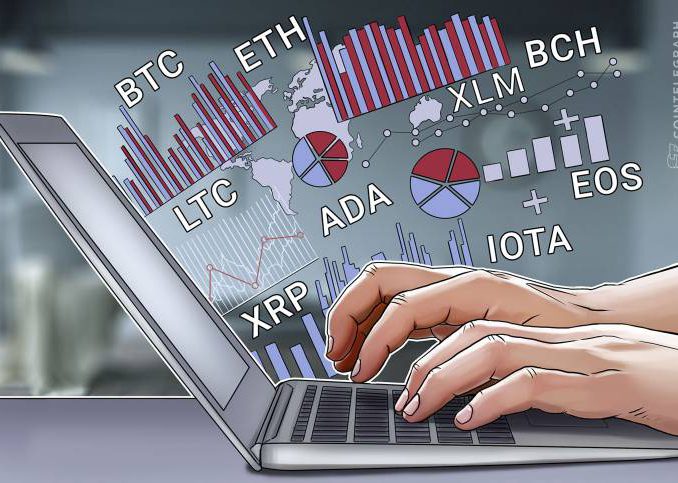 BTC
ETH
BCH
XLM
LTC
ADA
EOS
IOTA
XRP
COINTELEGRAPH